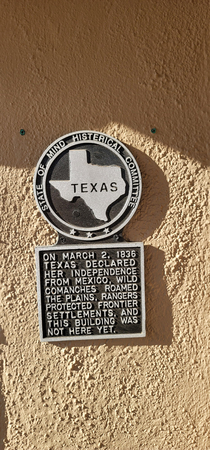 STATE OF MIND HISTERICAL COMMITTEE
TEXAS
ON MARCH 2, 1836
TEXAS DECLARED
HER INDEPENDENCE
FROM MEXICO, WILD
COMANCHES ROAMED
THE PLAINS, RANGERS
PROTECTED FRONTIER
SETTLEMENTS, AND
THIS BUILDING WAS
NOT HERE YET.